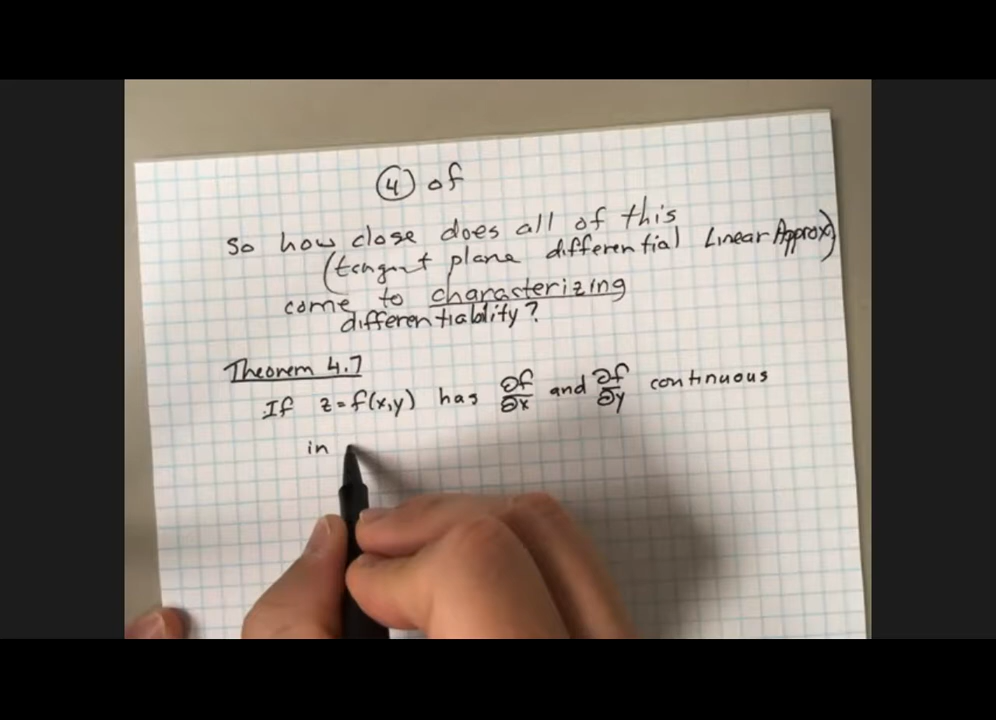 ④ of
So how close does all of this
(tangent plane differential Linear Approx)
come to characterizing
differentiablity?
Theorem 4.7
If z=f(x,y) has ∂f/∂x and ∂f/∂y continuous
in